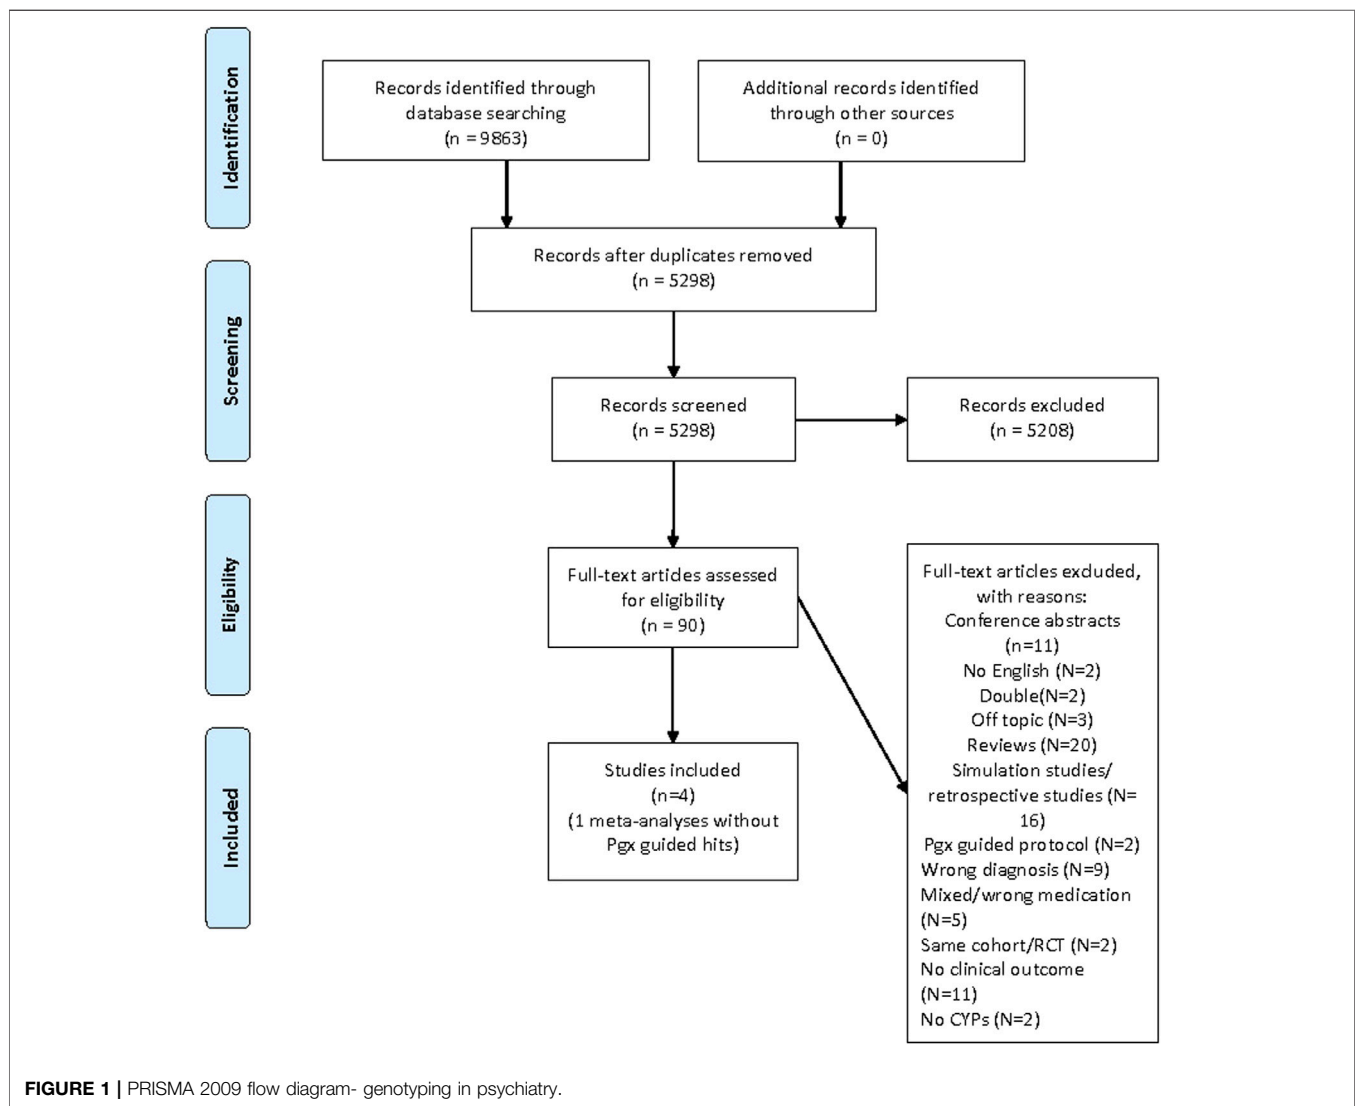 Identification
Records identified through
database searching
(n = 9863)
Additional records identified
through other sources
(n = 0)
Records after duplicates removed
(n = 5298)
Screening
Records screened
(n = 5298)
Records excluded
(n = 5208)
Eligibility
Full-text articles assessed
for eligibility
(n = 90)
Full-text articles excluded,
with reasons:
Conference abstracts
(n=11)
No English (N=2)
Double(N=2)
Off topic (N=3)
Reviews (N=20)
Simulation studies/
retrospective studies (N=
16)
Pgx guided protocol (N=2)
Wrong diagnosis (N=9)
Mixed/wrong medication
(N=5)
Same cohort/RCT (N=2)
No clinical outcome
(N=11)
No CYPs (N=2)
Included
Studies included
(n=4)
(1 meta-analyses without
Pgx guided hits)
FIGURE 1 | PRISMA 2009 flow diagram- genotyping in psychiatry.